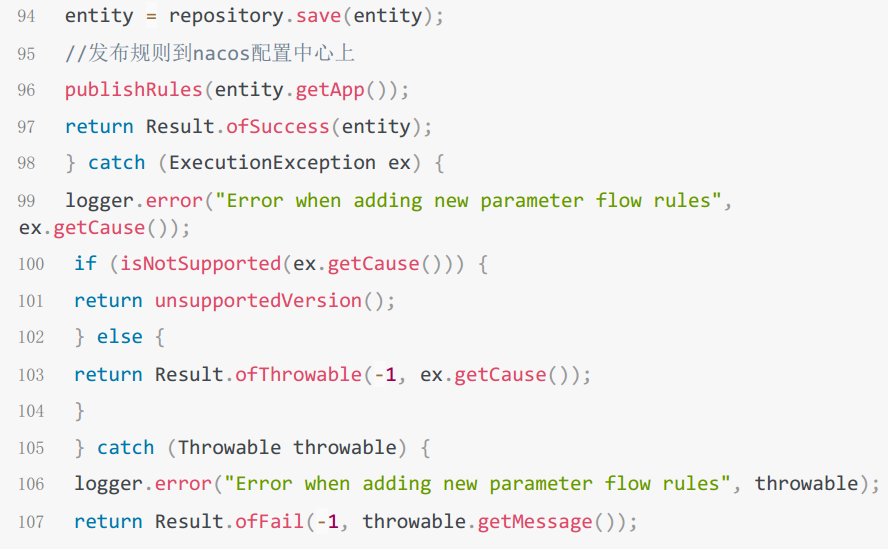 94 entity = repository.save(entity);
95 //发布规则到nacos配置中心上
96 publishRules(entity.getApp());
97 return Result.ofSuccess(entity);
98 } catch (ExecutionException ex) {
99 logger.error("Error when adding new parameter flow rules",
ex.getCause());
100 if (isNotSupported(ex.getCause())) {
101 return unsupportedVersion();
102 } else {
103 return Result.ofThrowable(-1, ex.getCause());
104 }
105 } catch (Throwable throwable) {
106 logger.error("Error when adding new parameter flow rules", throwable);
107 return Result.ofFail(-1, throwable.getMessage());